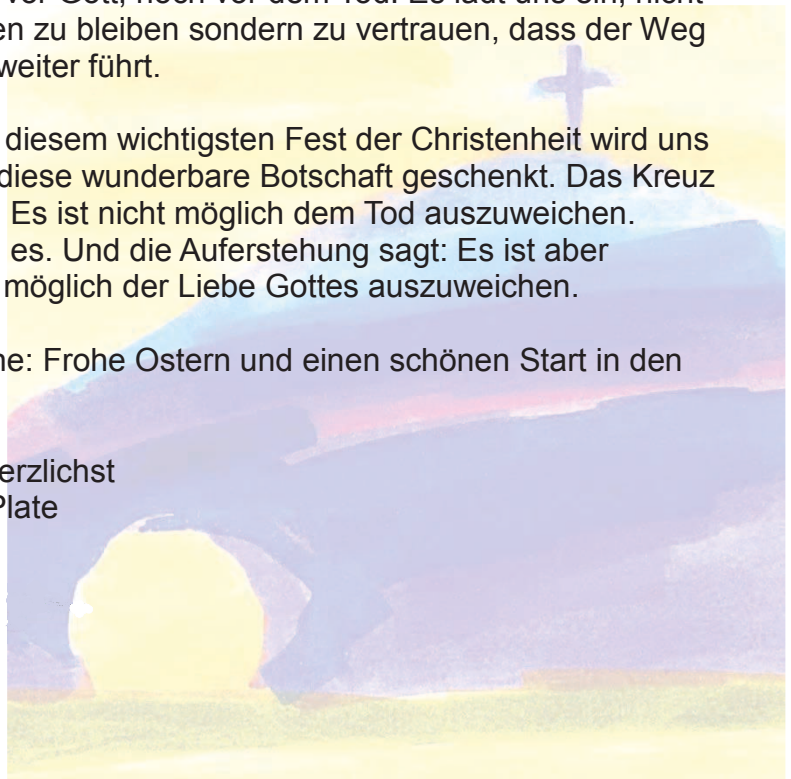 vor Gott, noch vor dem Tod. Es lädt uns ein, nicht
en zu bleiben sondern zu vertrauen, dass der Weg
weiter führt.
diesem wichtigsten Fest der Christenheit wird uns
diese wunderbare Botschaft geschenkt. Das Kreuz
Es ist nicht möglich dem Tod auszuweichen.
es. Und die Auferstehung sagt: Es ist aber
möglich der Liebe Gottes auszuweichen.
ne: Frohe Ostern und einen schönen Start in den
erzlichst
Plate